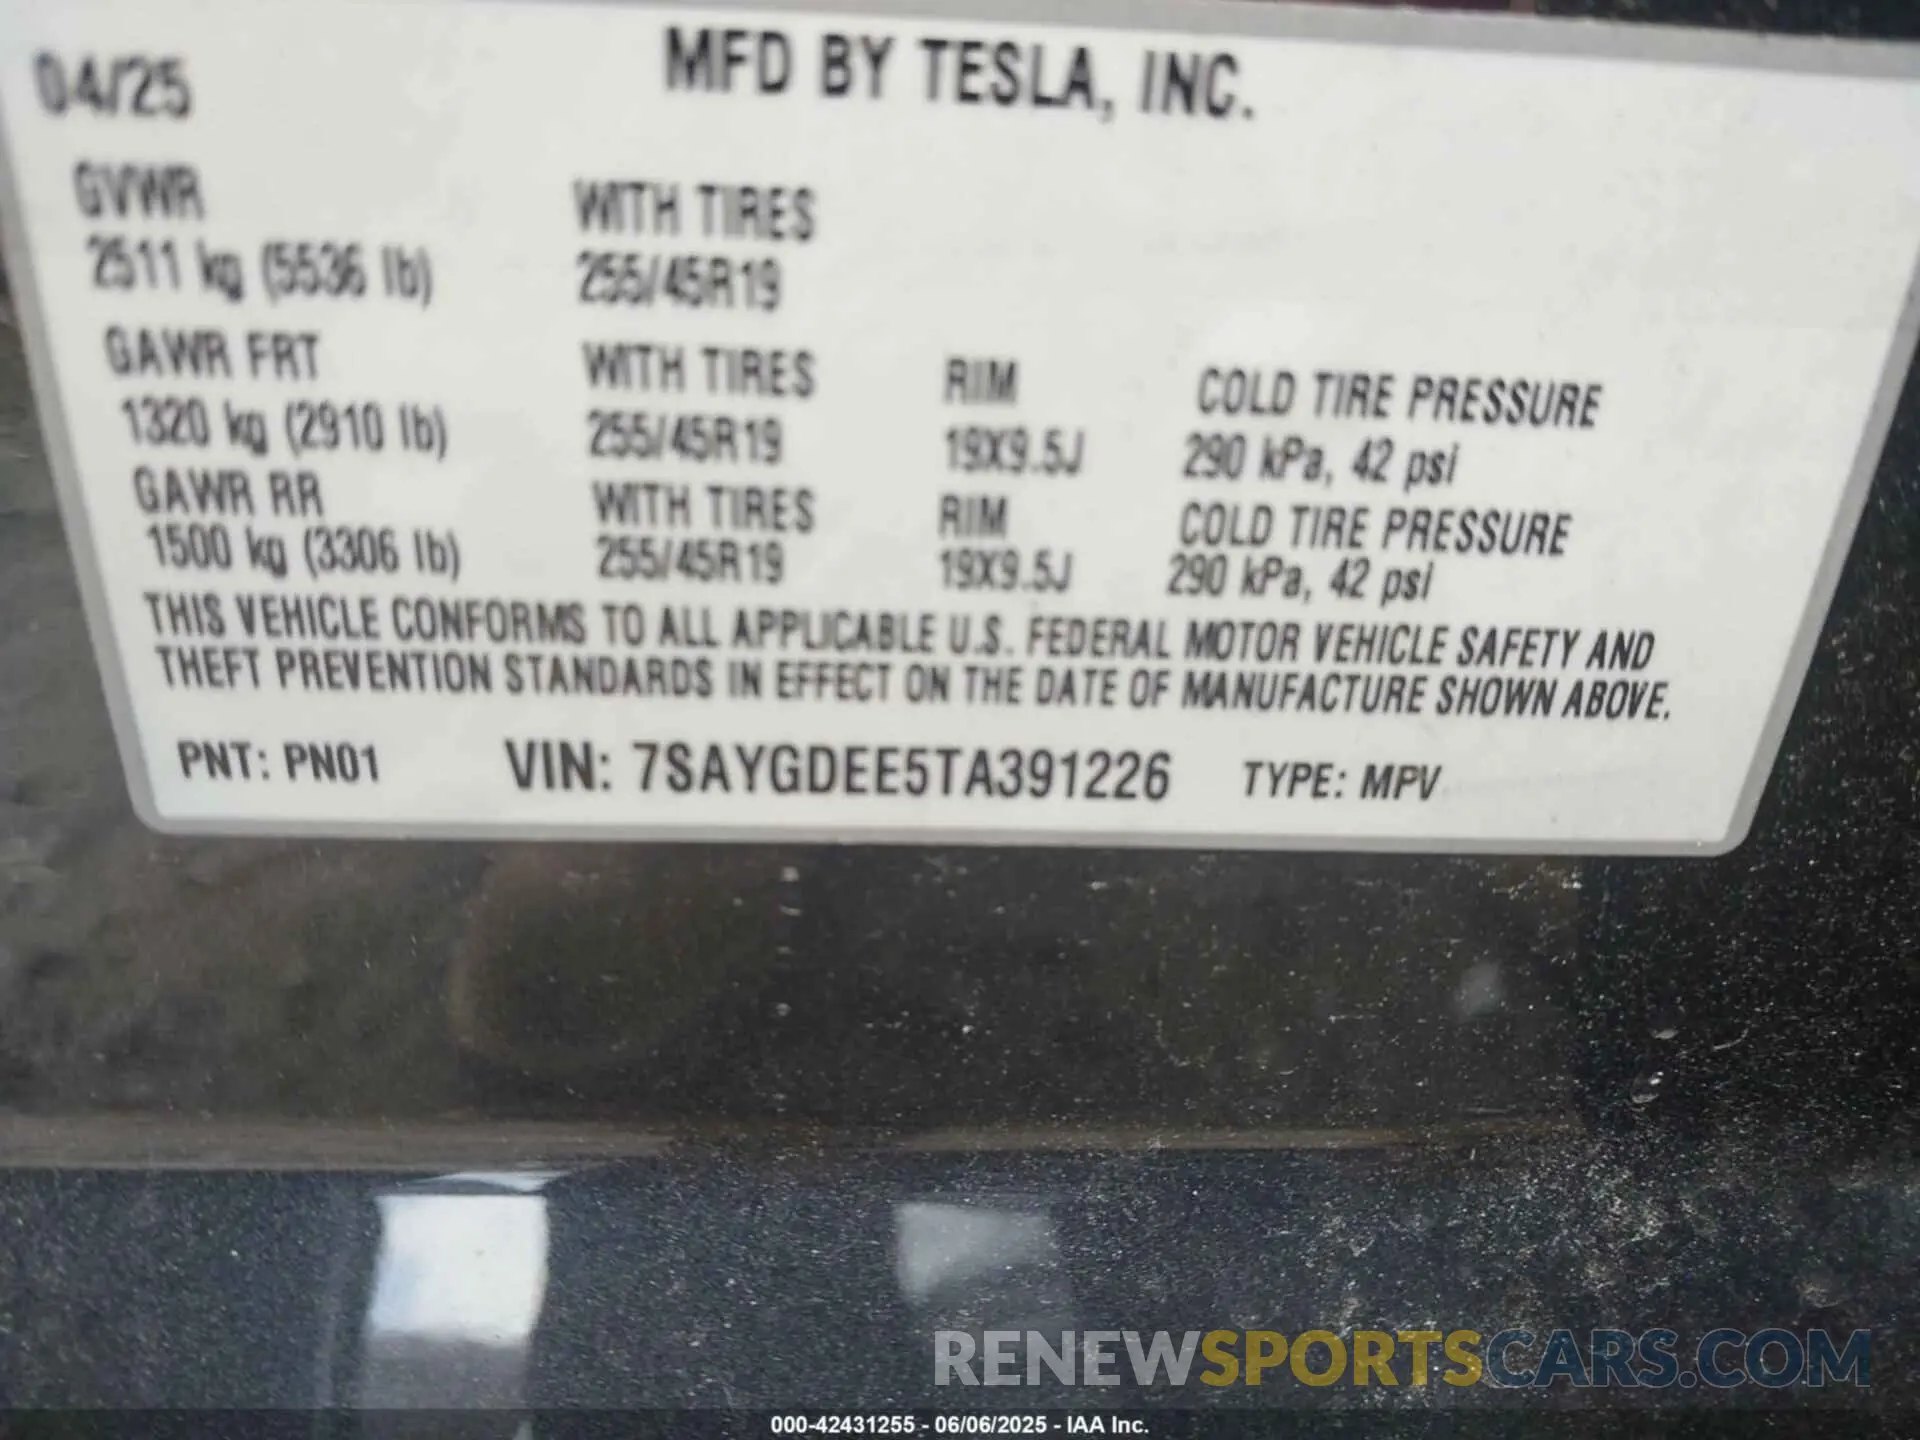 04/25 MFD BY TESLA, INC.
GVWR WITH TIRES
2511 kg (5536 lb) 255/45R19
GAWR FRT WITH TIRES RIM COLD TIRE PRESSURE
1320 kg (2910 lb) 255/45R19 19X9.5J 290 kPa, 42 psi
GAWR RR WITH TIRES RIM COLD TIRE PRESSURE
1500 kg (3306 lb) 255/45R19 19X9.5J 290 kPa, 42 psi
THIS VEHICLE CONFORMS TO ALL APPLICABLE U.S. FEDERAL MOTOR VEHICLE SAFETY AND
THEFT PREVENTION STANDARDS IN EFFECT ON THE DATE OF MANUFACTURE SHOWN ABOVE.
PNT: PN01 VIN: 7SAYGDEE5TA391226 TYPE: MPV
RENEWSPORTSCARS.COM
000-42431255 - 06/06/2025 - IAA Inc.